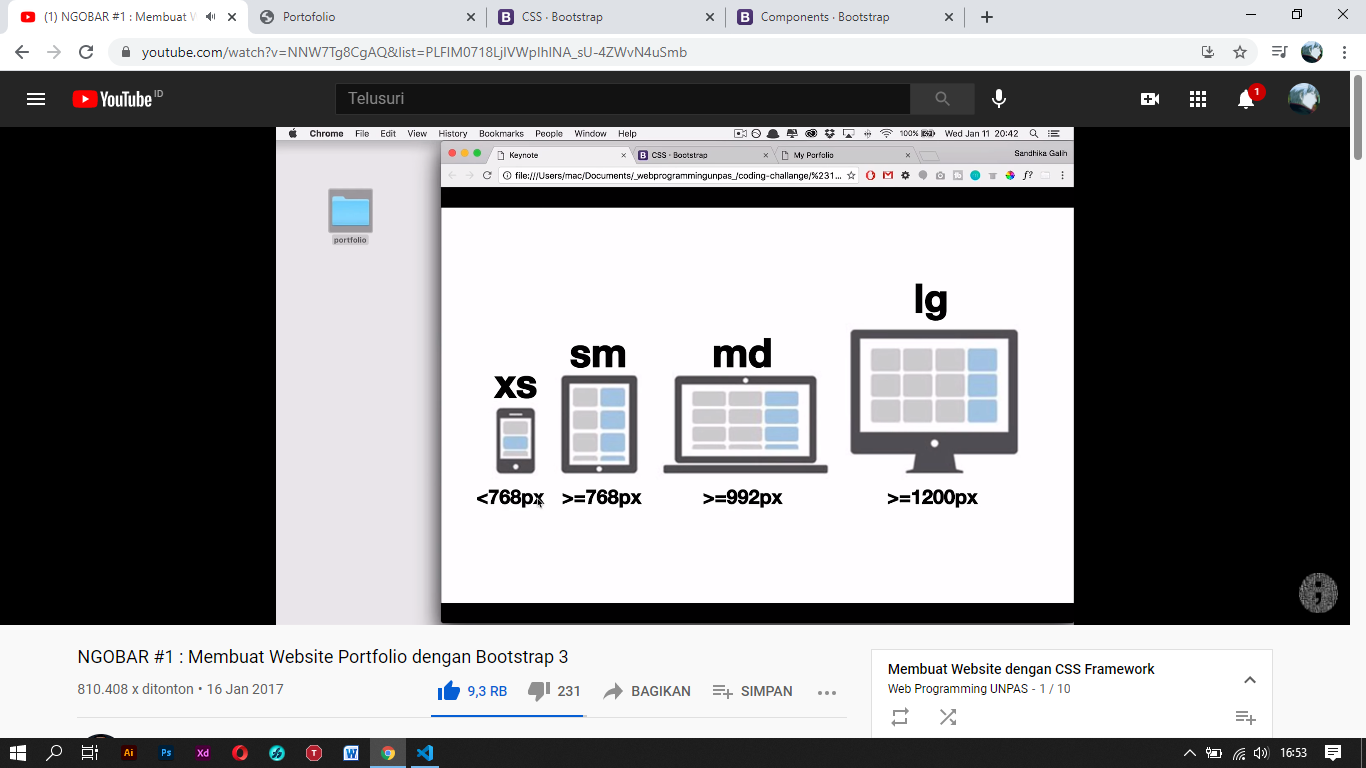 (1) NGOBAR #1 : Membuat W
Portofolio
CSS · Bootstrap
Components · Bootstrap
youtube.com/watch?v=NNW7Tg8CgAQ&list=PLFIM0718LjIVWpIhINA_sU-4ZWvN4uSmb
YouTube ID
Telusuri
1
Chrome File Edit View History Bookmarks People Window Help
100% Wed Jan 11 20:42
Keynote
CSS · Bootstrap
My Porfolio
Sandhika Galih
file:///Users/mac/Documents/_webprogrammingunpas_/coding-challange/%231...
f?
portfolio
xs
sm
md
lg
<768px
>=768px
>=992px
>=1200px
NGOBAR #1 : Membuat Website Portfolio dengan Bootstrap 3
810.408 x ditonton • 16 Jan 2017
9,3 RB
231
BAGIKAN
SIMPAN
Membuat Website dengan CSS Framework
Web Programming UNPAS - 1 / 10
Ai
Ps
Xd
T
W
16:53